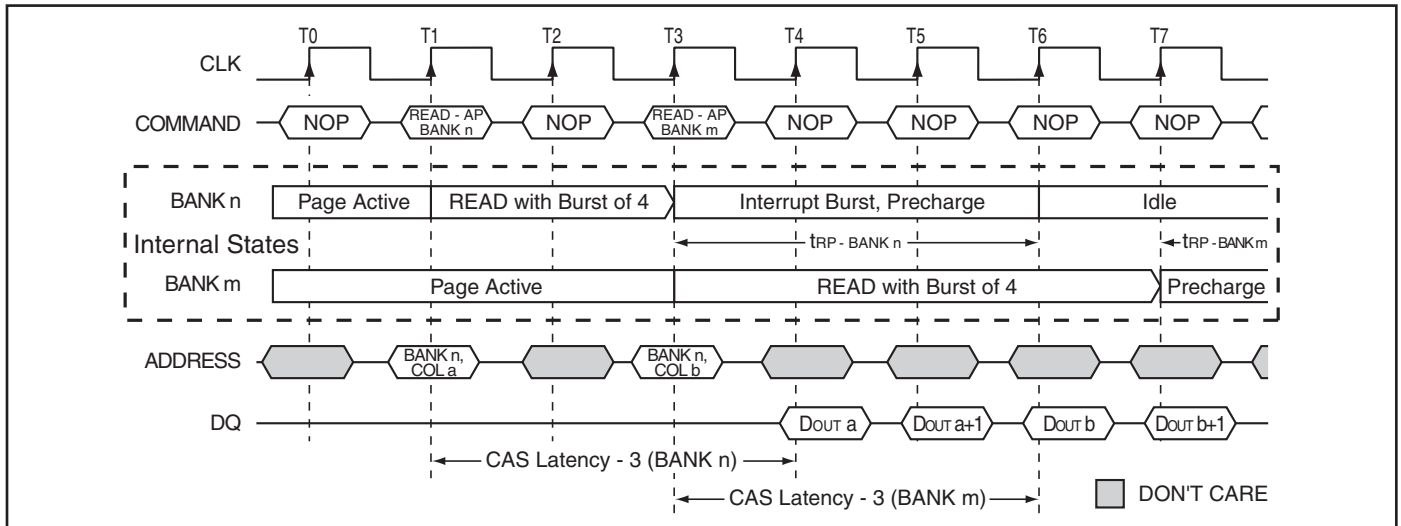 T0 T1 T2 T3 T4 T5 T6 T7
CLK
COMMAND NOP READ - AP BANK n NOP READ - AP BANK m NOP NOP NOP NOP
BANK n Page Active READ with Burst of 4 Interrupt Burst, Precharge Idle
Internal States tRP - BANK n tRP - BANK m
BANK m Page Active READ with Burst of 4 Precharge
ADDRESS BANK n, COL a BANK n, COL b
DQ DOUT a DOUT a+1 DOUT b DOUT b+1
CAS Latency - 3 (BANK n)
CAS Latency - 3 (BANK m) DON'T CARE